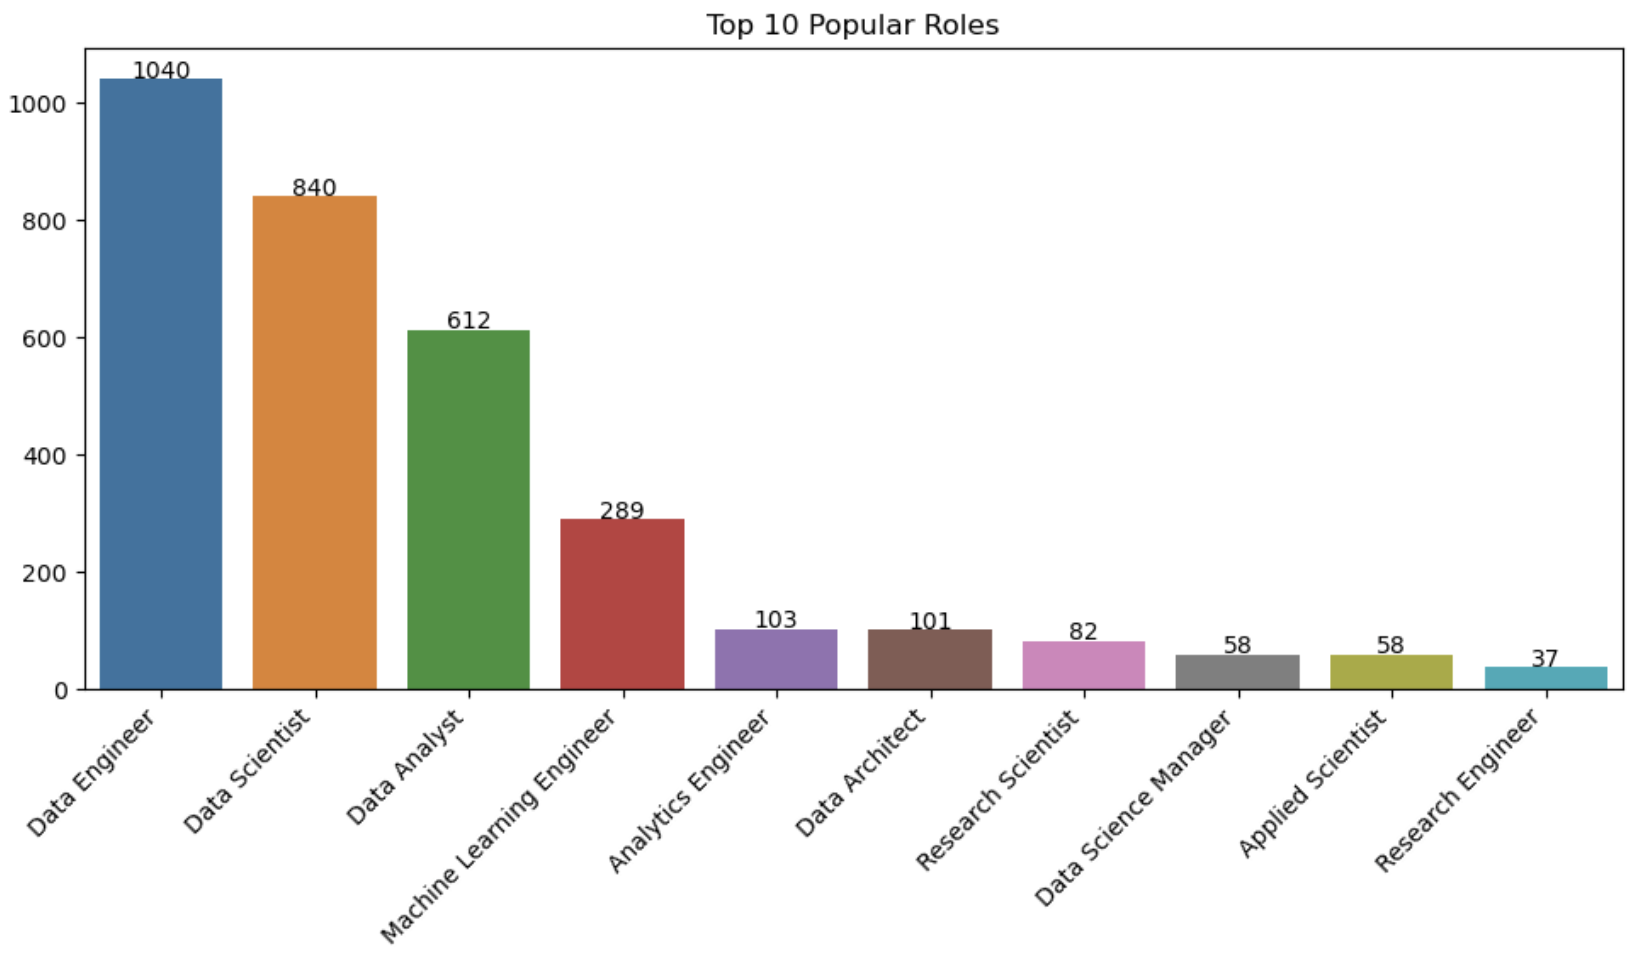 Top 10 Popular Roles
1040
840
612
289
103
101
82
58
58
37
1000
800
600
400
200
0
Data Engineer
Data Scientist
Data Analyst
Machine Learning Engineer
Analytics Engineer
Data Architect
Research Scientist
Data Science Manager
Applied Scientist
Research Engineer